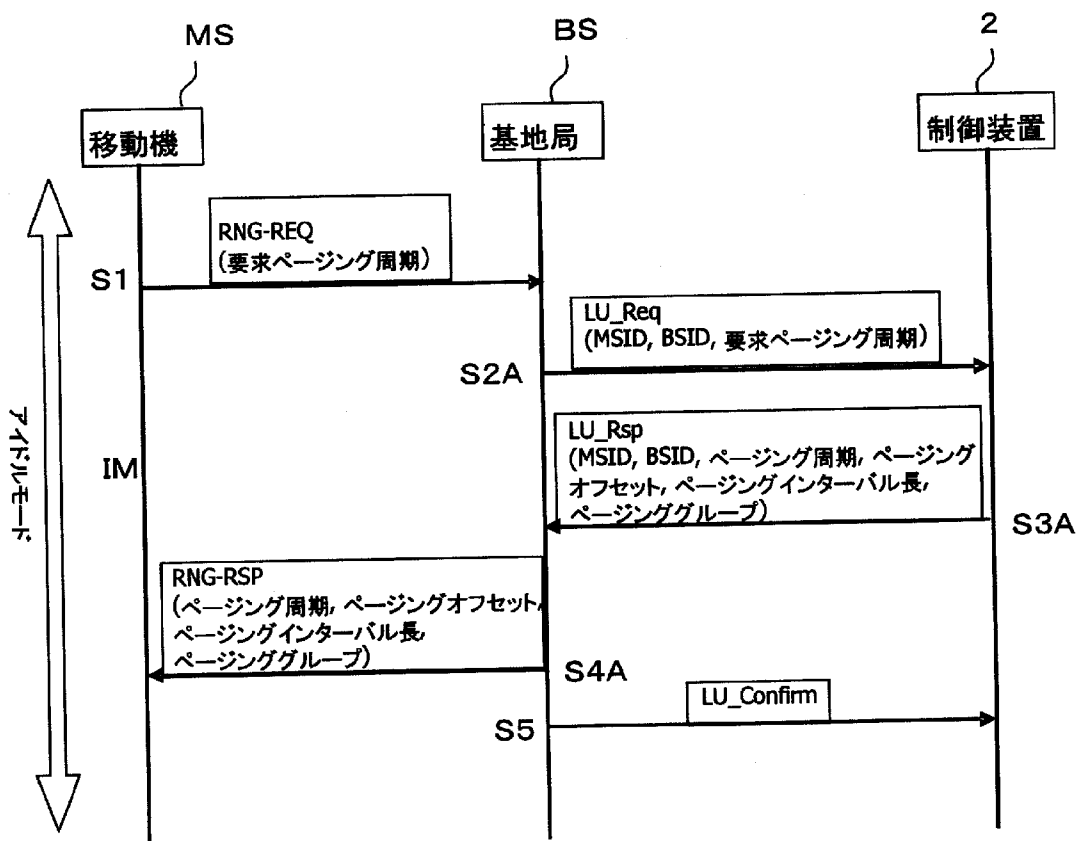 MS
BS
2
移動機
基地局
制御装置
RNG-REQ
(要求ページング周期)
S1
LU_Req
(MSID, BSID, 要求ページング周期)
S2A
アイドルモード
IM
LU_Rsp
(MSID, BSID, ページング周期, ページング
オフセット, ページングインターバル長,
ページンググループ)
S3A
RNG-RSP
(ページング周期, ページングオフセット,
ページングインターバル長,
ページンググループ)
S4A
LU_Confirm
S5